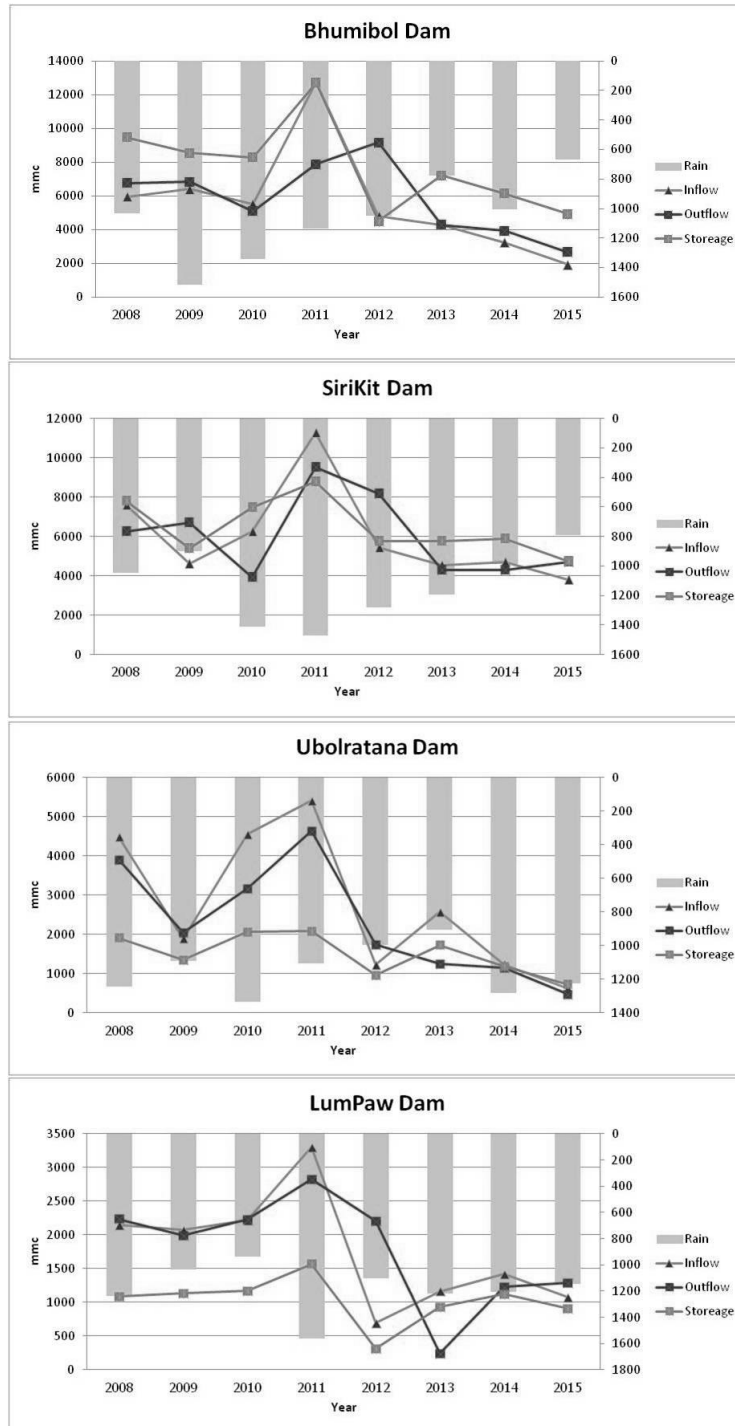 Bhumibol Dam
14000 0
12000 200
10000 400
8000 600
6000 800
4000 1000
2000 1200
0 1400
1600
mmc
Rain
Inflow
Outflow
Storeage
2008 2009 2010 2011 2012 2013 2014 2015
Year
SiriKit Dam
12000 0
10000 200
8000 400
6000 600
4000 800
2000 1000
0 1200
1400
1600
mmc
Rain
Inflow
Outflow
Storeage
2008 2009 2010 2011 2012 2013 2014 2015
Year
Ubolratana Dam
6000 0
5000 200
4000 400
3000 600
2000 800
1000 1000
0 1200
1400
mmc
Rain
Inflow
Outflow
Storeage
2008 2009 2010 2011 2012 2013 2014 2015
Year
LumPaw Dam
3500 0
3000 200
2500 400
2000 600
1500 800
1000 1000
500 1200
0 1400
1600
1800
mmc
Rain
Inflow
Outflow
Storeage
2008 2009 2010 2011 2012 2013 2014 2015
Year